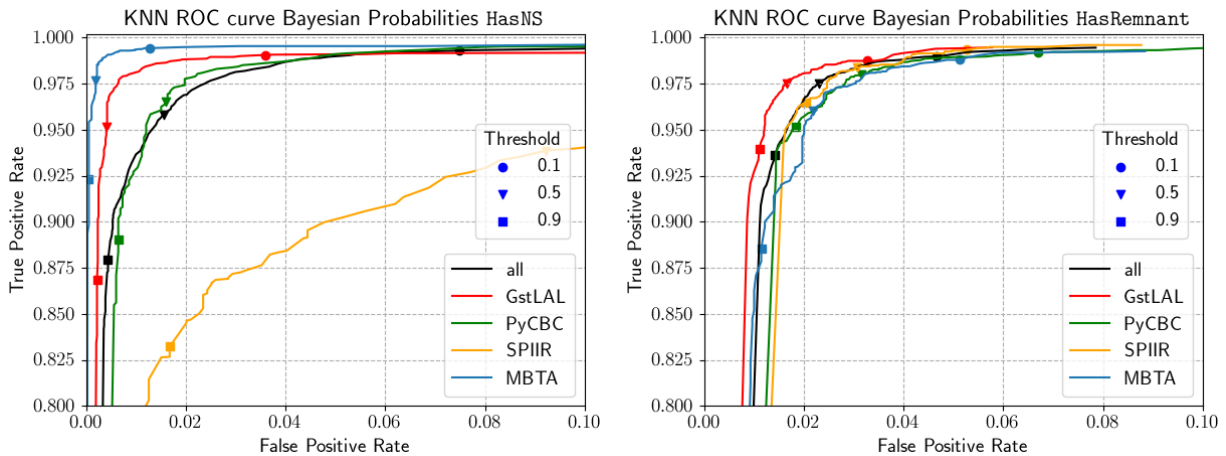 KNN ROC curve Bayesian Probabilities HasNS
True Positive Rate
1.000
0.975
0.950
0.925
0.900
0.875
0.850
0.825
0.800
Threshold
0.1
0.5
0.9
all
GstLAL
PyCBC
SPIIR
MBTA
0.00 0.02 0.04 0.06 0.08 0.10
False Positive Rate
KNN ROC curve Bayesian Probabilities HasRemnant
True Positive Rate
1.000
0.975
0.950
0.925
0.900
0.875
0.850
0.825
0.800
Threshold
0.1
0.5
0.9
all
GstLAL
PyCBC
SPIIR
MBTA
0.00 0.02 0.04 0.06 0.08 0.10
False Positive Rate